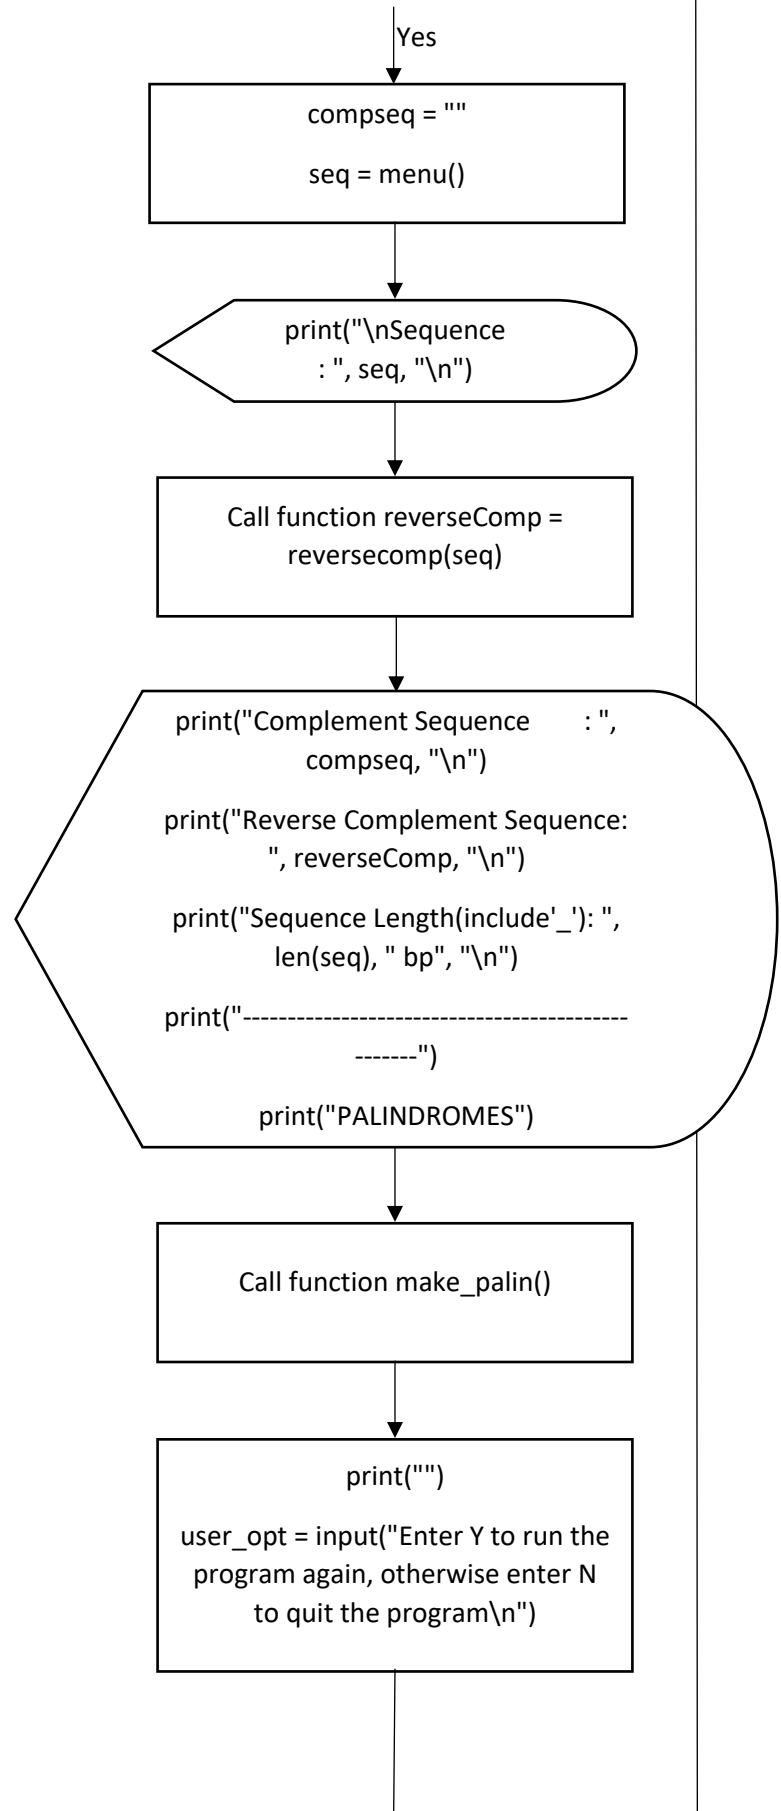 Yes
compseq = ""
seq = menu()
print("\nSequence
: ", seq, "\n")
Call function reverseComp =
reversecomp(seq)
print("Complement Sequence       : ",
compseq, "\n")
print("Reverse Complement Sequence:
", reverseComp, "\n")
print("Sequence Length(include'_'): ",
len(seq), " bp", "\n")
print("-------------------------------------------
-------")
print("PALINDROMES")
Call function make_palin()
print("")
user_opt = input("Enter Y to run the
program again, otherwise enter N
to quit the program\n")